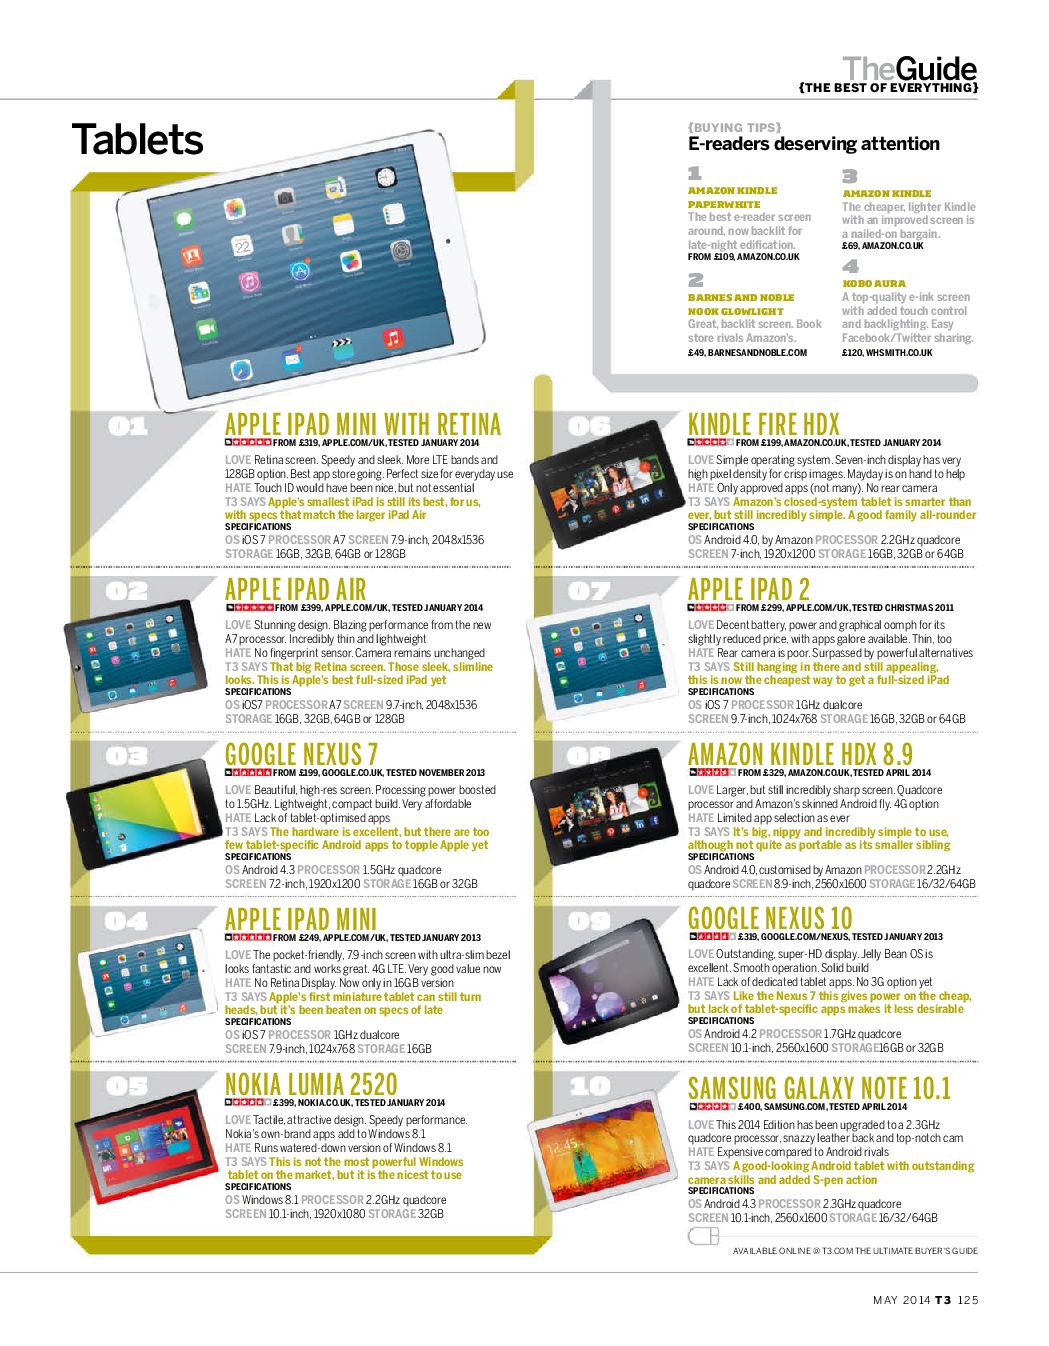 TheGuide
{THE BEST OF EVERYTHING}
Tablets
{BUYING TIPS}
E-readers deserving attention
1
AMAZON KINDLE
PAPERWHITE
The best e-reader screen
around, now backlit for
late-night edification.
FROM £109, AMAZON.CO.UK
2
BARNES AND NOBLE
NOOK GLOWLIGHT
Great, backlit screen. Book
store rivals Amazon's.
£49, BARNESANDNOBLE.COM
3
AMAZON KINDLE
The cheaper, lighter Kindle
with an improved screen is
a nailed-on bargain.
£69, AMAZON.CO.UK
4
KOBO AURA
A top-quality e-ink screen
with added touch control
and backlighting. Easy
Facebook/Twitter sharing.
£120, WHSMITH.CO.UK
01
APPLE IPAD MINI WITH RETINA
FROM £319, APPLE.COM/UK, TESTED JANUARY 2014
LOVE Retina screen. Speedy and sleek. More LTE bands and
128GB option. Best app store going. Perfect size for everyday use
HATE Touch ID would have been nice, but not essential
T3 SAYS Apple's smallest iPad is still its best, for us,
with specs that match the larger iPad Air
SPECIFICATIONS
OS iOS 7 PROCESSOR A7 SCREEN 7.9-inch, 2048x1536
STORAGE 16GB, 32GB, 64GB or 128GB
02
APPLE IPAD AIR
FROM £399, APPLE.COM/UK, TESTED JANUARY 2014
LOVE Stunning design. Blazing performance from the new
A7 processor. Incredibly thin and lightweight
HATE No fingerprint sensor. Camera remains unchanged
T3 SAYS That big Retina screen. Those sleek, slimline
looks. This is Apple's best full-sized iPad yet
SPECIFICATIONS
OS iOS7 PROCESSOR A7 SCREEN 9.7-inch, 2048x1536
STORAGE 16GB, 32GB, 64GB or 128GB
03
GOOGLE NEXUS 7
FROM £199, GOOGLE.CO.UK, TESTED NOVEMBER 2013
LOVE Beautiful, high-res screen. Processing power boosted
to 1.5GHz. Lightweight, compact build. Very affordable
HATE Lack of tablet-optimised apps
T3 SAYS The hardware is excellent, but there are too
few tablet-specific Android apps to topple Apple yet
SPECIFICATIONS
OS Android 4.3 PROCESSOR 1.5GHz quadcore
SCREEN 7.2-inch, 1920x1200 STORAGE 16GB or 32GB
04
APPLE IPAD MINI
FROM £249, APPLE.COM/UK, TESTED JANUARY 2013
LOVE The pocket-friendly, 7.9-inch screen with ultra-slim bezel
looks fantastic and works great. 4G LTE. Very good value now
HATE No Retina Display. Now only in 16GB version
T3 SAYS Apple's first miniature tablet can still turn
heads, but it's been beaten on specs of late
SPECIFICATIONS
OS iOS 7 PROCESSOR 1GHz dualcore
SCREEN 7.9-inch, 1024x768 STORAGE 16GB
05
NOKIA LUMIA 2520
£399, NOKIA.CO.UK, TESTED JANUARY 2014
LOVE Tactile, attractive design. Speedy performance.
Nokia's own-brand apps add to Windows 8.1
HATE Runs watered-down version of Windows 8.1
T3 SAYS This is not the most powerful Windows
tablet on the market, but it is the nicest to use
SPECIFICATIONS
OS Windows 8.1 PROCESSOR 2.2GHz quadcore
SCREEN 10.1-inch, 1920x1080 STORAGE 32GB
06
KINDLE FIRE HDX
FROM £199, AMAZON.CO.UK, TESTED JANUARY 2014
LOVE Simple operating system. Seven-inch display has very
high pixel density for crisp images. Mayday is on hand to help
HATE Only approved apps (not many). No rear camera
T3 SAYS Amazon's closed-system tablet is smarter than
ever, but still incredibly simple. A good family all-rounder
SPECIFICATIONS
OS Android 4.0, by Amazon PROCESSOR 2.2GHz quadcore
SCREEN 7-inch, 1920x1200 STORAGE 16GB, 32GB or 64GB
07
APPLE IPAD 2
FROM £299, APPLE.COM/UK, TESTED CHRISTMAS 2011
LOVE Decent battery, power and graphical oomph for its
slightly reduced price, with apps galore available. Thin, too
HATE Rear camera is poor. Surpassed by powerful alternatives
T3 SAYS Still hanging in there and still appealing,
this is now the cheapest way to get a full-sized iPad
SPECIFICATIONS
OS iOS 7 PROCESSOR 1GHz dualcore
SCREEN 9.7-inch, 1024x768 STORAGE 16GB, 32GB or 64GB
08
AMAZON KINDLE HDX 8.9
FROM £329, AMAZON.CO.UK, TESTED APRIL 2014
LOVE Larger, but still incredibly sharp screen. Quadcore
processor and Amazon's skinned Android fly. 4G option
HATE Limited app selection as ever
T3 SAYS It's big, nippy and incredibly simple to use,
although not quite as portable as its smaller sibling
SPECIFICATIONS
OS Android 4.0, customised by Amazon PROCESSOR 2.2GHz
quadcore SCREEN 8.9-inch, 2560x1600 STORAGE 16/32/64GB
09
GOOGLE NEXUS 10
£319, GOOGLE.COM/NEXUS, TESTED JANUARY 2013
LOVE Outstanding, super-HD display. Jelly Bean OS is
excellent. Smooth operation. Solid build
HATE Lack of dedicated tablet apps. No 3G option yet
T3 SAYS Like the Nexus 7 this gives power on the cheap,
but lack of tablet-specific apps makes it less desirable
SPECIFICATIONS
OS Android 4.2 PROCESSOR 1.7GHz quadcore
SCREEN 10.1-inch, 2560x1600 STORAGE16GB or 32GB
10
SAMSUNG GALAXY NOTE 10.1
£400, SAMSUNG.COM, TESTED APRIL 2014
LOVE This 2014 Edition has been upgraded to a 2.3GHz
quadcore processor, snazzy leather back and top-notch cam
HATE Expensive compared to Android rivals
T3 SAYS A good-looking Android tablet with outstanding
camera skills and added S-pen action
SPECIFICATIONS
OS Android 4.3 PROCESSOR 2.3GHz quadcore
SCREEN 10.1-inch, 2560x1600 STORAGE 16/32/64GB
12:45
AVAILABLE ONLINE @ T3.COM THE ULTIMATE BUYER'S GUIDE
MAY 2014 T3 125